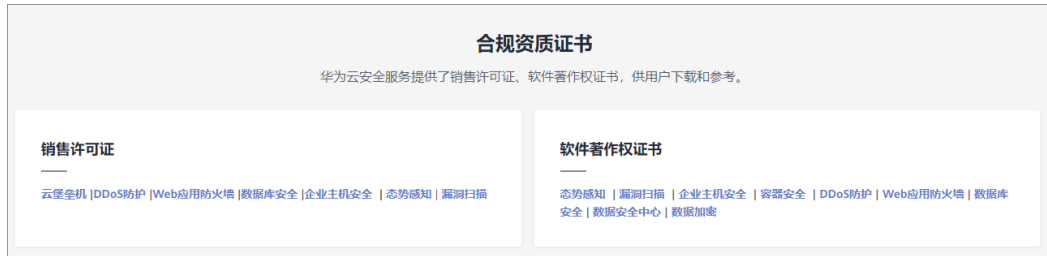 合规资质证书
华为云安全服务提供了销售许可证、软件著作权证书，供用户下载和参考。
销售许可证
云堡垒机 |DDoS防护 |Web应用防火墙 |数据库安全 |企业主机安全 | 态势感知 | 漏洞扫描
软件著作权证书
态势感知 | 漏洞扫描 | 企业主机安全 | 容器安全 | DDoS防护 | Web应用防火墙 | 数据库
安全 | 数据安全中心 | 数据加密